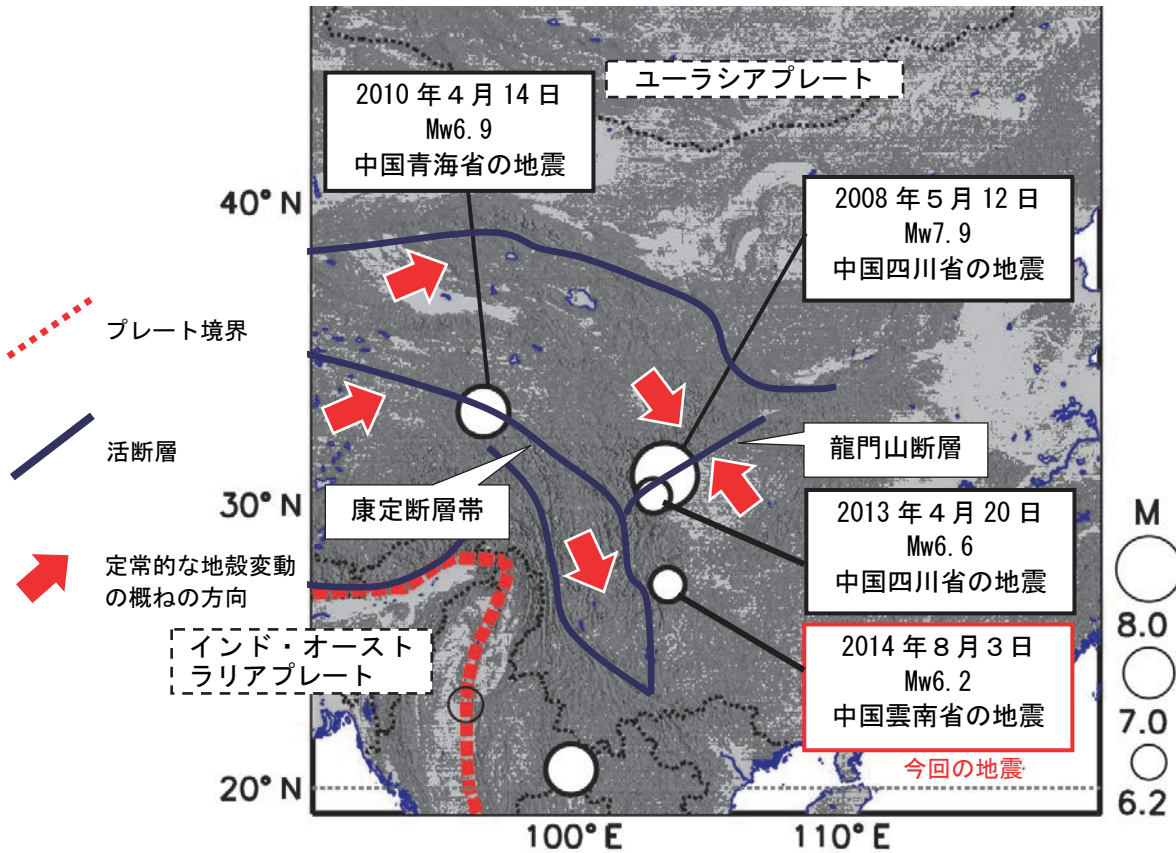 ユーラシアプレート
2010年4月14日
Mw6.9
中国青海省の地震
2008年5月12日
Mw7.9
中国四川省の地震
40°N
プレート境界
活断層
龍門山断層
康定断層帯
30°N
2013年4月20日
Mw6.6
中国四川省の地震
定常的な地殻変動
の概ねの方向
インド・オースト
ラリアプレート
2014年8月3日
Mw6.2
中国雲南省の地震
今回の地震
20°N
100°E
110°E
M
8.0
7.0
6.2